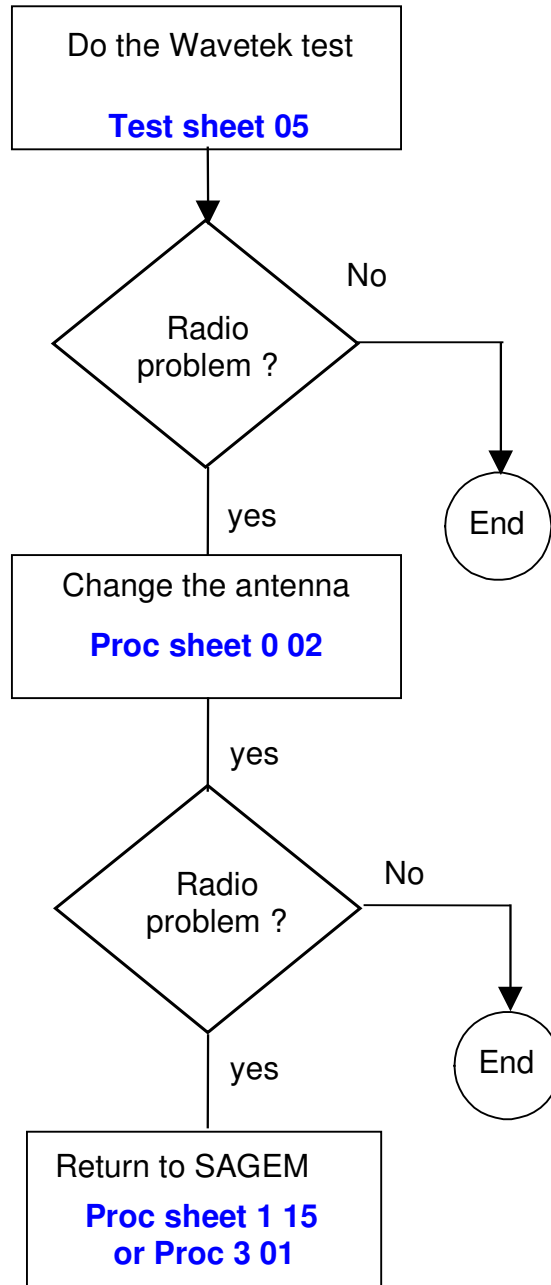 Do the Wavetek test
Test sheet 05
No
Radio
problem ?
End
yes
Change the antenna
Proc sheet 0 02
yes
No
Radio
problem ?
End
yes
Return to SAGEM
Proc sheet 1 15
or Proc 3 01